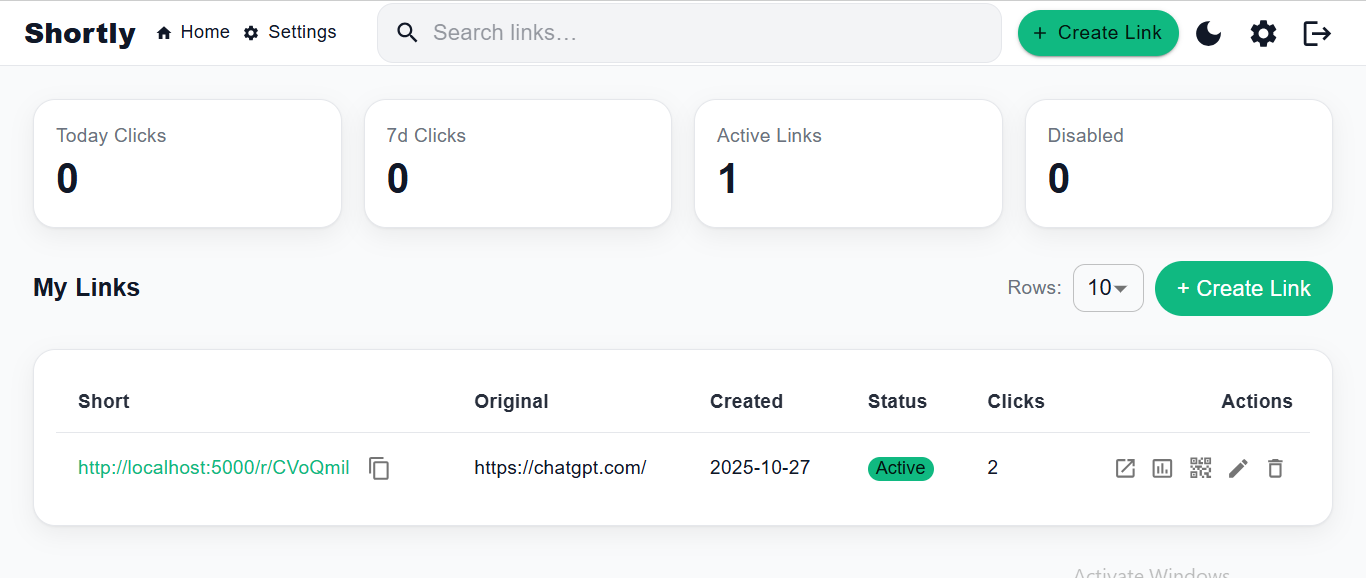 Shortly Home Settings Search links… + Create Link
Today Clicks 7d Clicks Active Links Disabled
0 0 1 0
My Links Rows: 10 + Create Link
Short Original Created Status Clicks Actions
http://localhost:5000/r/CVoQmil https://chatgpt.com/ 2025-10-27 Active 2
Activate Windows